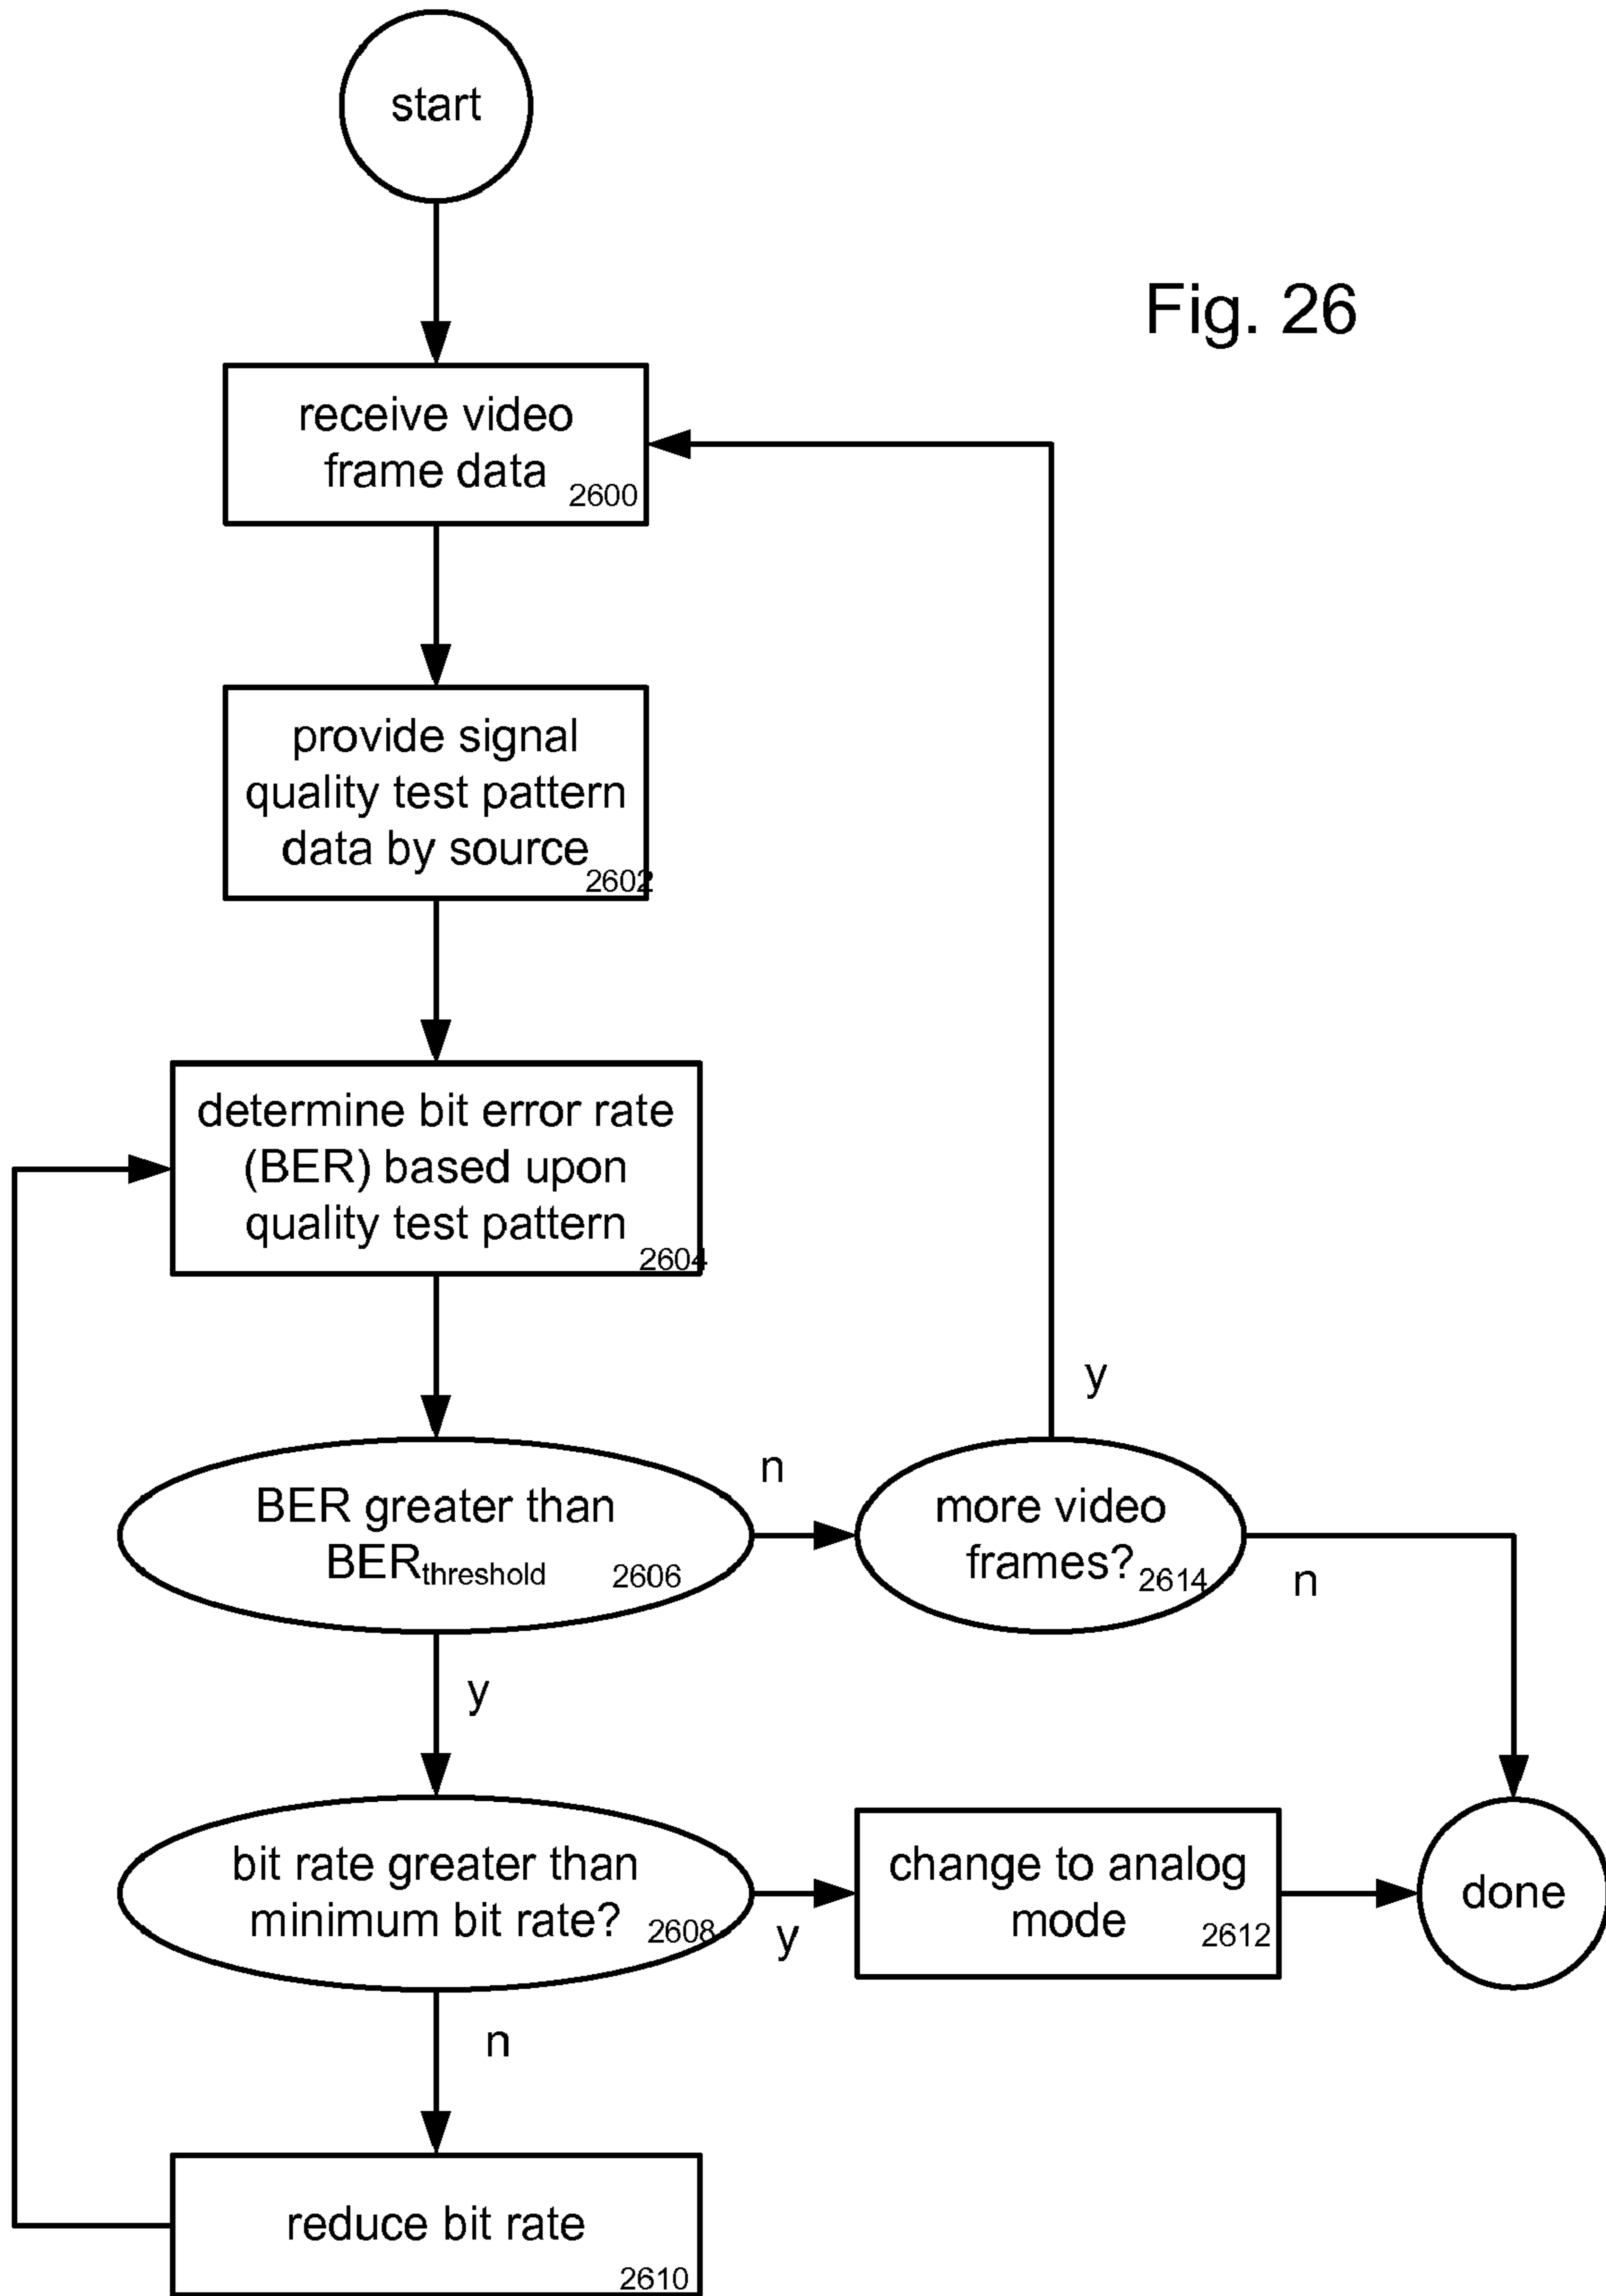 start
Fig. 26
receive video
frame data
2600
provide signal
quality test pattern
data by source
2602
determine bit error rate
(BER) based upon
quality test pattern
2604
y
BER greater than
BERthreshold
2606
n
more video
frames?
2614
n
y
bit rate greater than
minimum bit rate?
2608
y
change to analog
mode
2612
done
n
reduce bit rate
2610